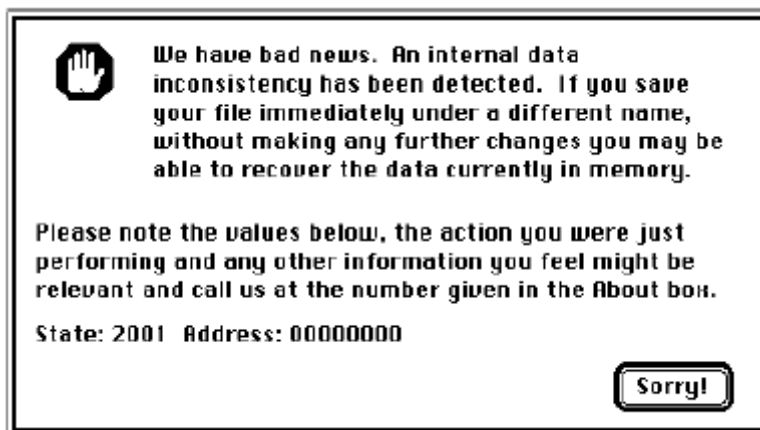 We have bad news.  An internal data
inconsistency has been detected.  If you save
your file immediately under a different name,
without making any further changes you may be
able to recover the data currently in memory.
Please note the values below, the action you were just
performing and any other information you feel might be
relevant and call us at the number given in the About box.
State: 2001  Address: 00000000
Sorry!